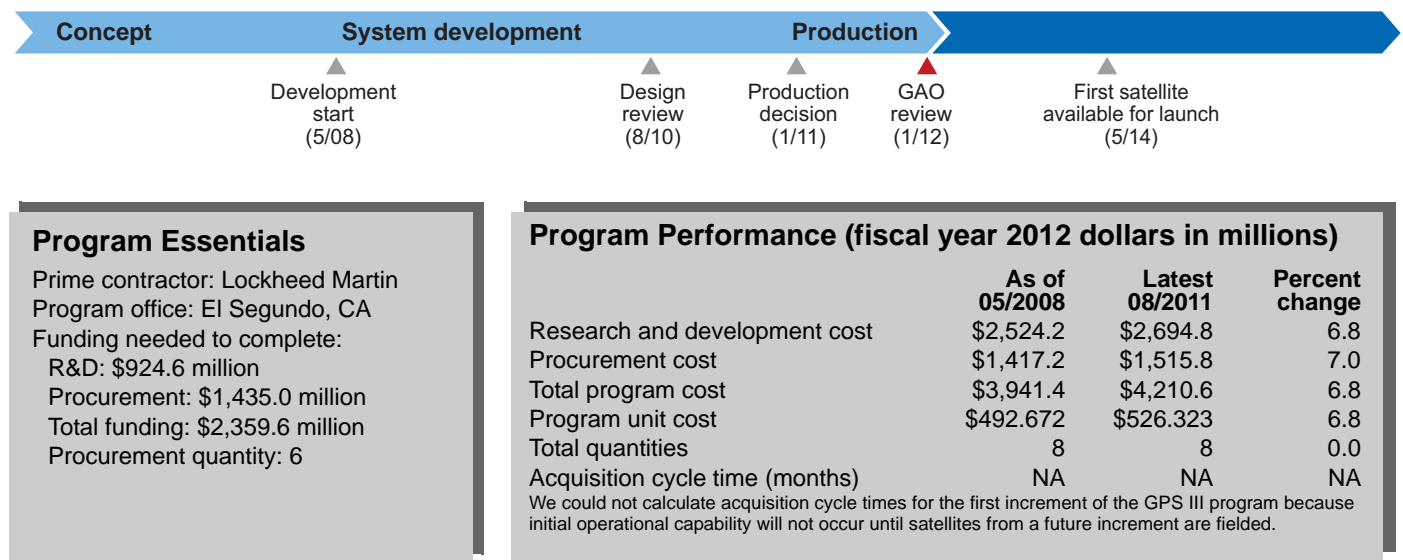 Concept System development Production
Development
start
(5/08)
Design
review
(8/10)
Production
decision
(1/11)
GAO
review
(1/12)
First satellite
available for launch
(5/14)
Program Essentials
Prime contractor: Lockheed Martin
Program office: El Segundo, CA
Funding needed to complete:
R&D: $924.6 million
Procurement: $1,435.0 million
Total funding: $2,359.6 million
Procurement quantity: 6
Program Performance (fiscal year 2012 dollars in millions)
As of
05/2008
Latest
08/2011
Percent
change
Research and development cost $2,524.2 $2,694.8 6.8
Procurement cost $1,417.2 $1,515.8 7.0
Total program cost $3,941.4 $4,210.6 6.8
Program unit cost $492.672 $526.323 6.8
Total quantities 8 8 0.0
Acquisition cycle time (months) NA NA NA
We could not calculate acquisition cycle times for the first increment of the GPS III program because
initial operational capability will not occur until satellites from a future increment are fielded.